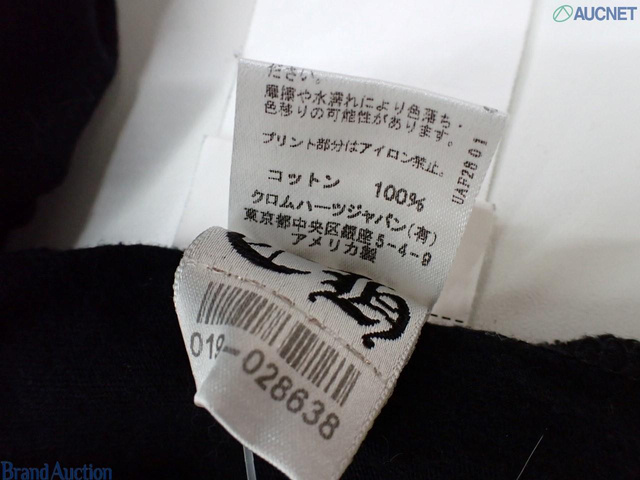 AUCNET
ださい。
摩擦や水濡れにより色落ち・
色移りの可能性があります。
プリント部分はアイロン禁止。
コットン 100%
クロムハーツジャパン(有)
東京都中央区銀座5-4-9
アメリカ製
UAF2601
019-028638
Brand Auction